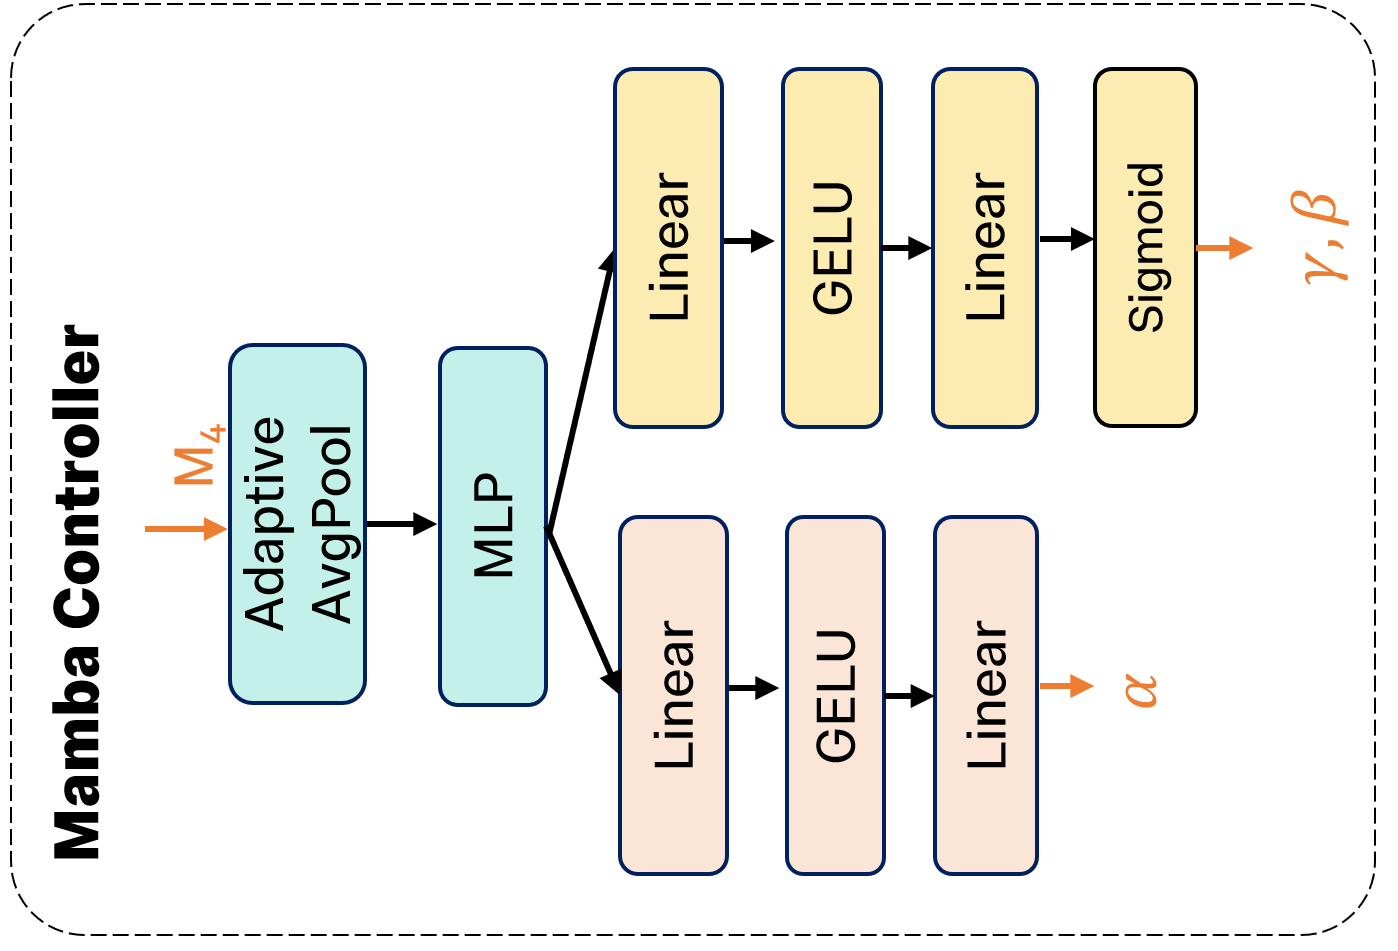 Mamba Controller
M₄
Adaptive
AvgPool
MLP
Linear
GELU
Linear
α
Linear
GELU
Linear
Sigmoid
γ, β